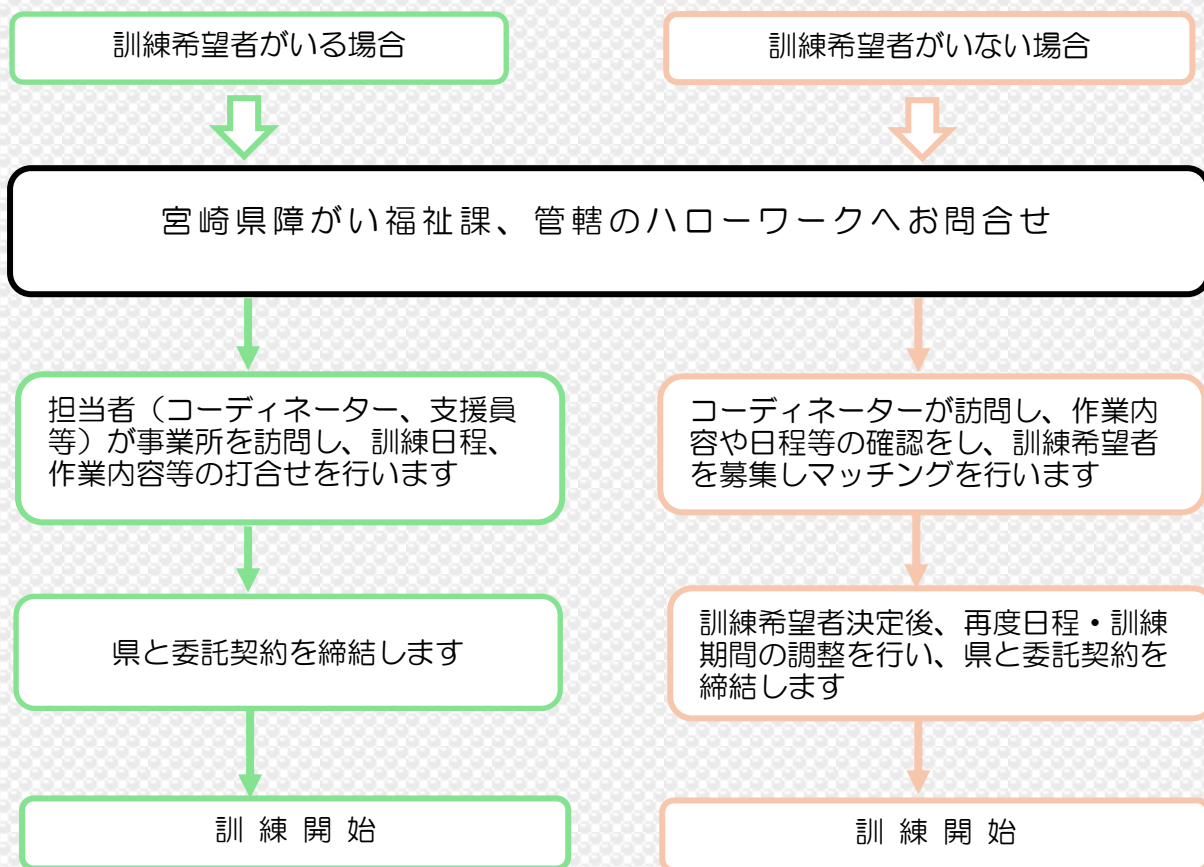 訓練希望者がいる場合
訓練希望者がいない場合
宮崎県障がい福祉課、管轄のハローワークへお問合せ
担当者（コーディネーター、支援員
等）が事業所を訪問し、訓練日程、
作業内容等の打合せを行います
コーディネーターが訪問し、作業内
容や日程等の確認をし、訓練希望者
を募集しマッチングを行います
県と委託契約を締結します
訓練希望者決定後、再度日程・訓練
期間の調整を行い、県と委託契約を
締結します
訓 練 開 始
訓 練 開 始